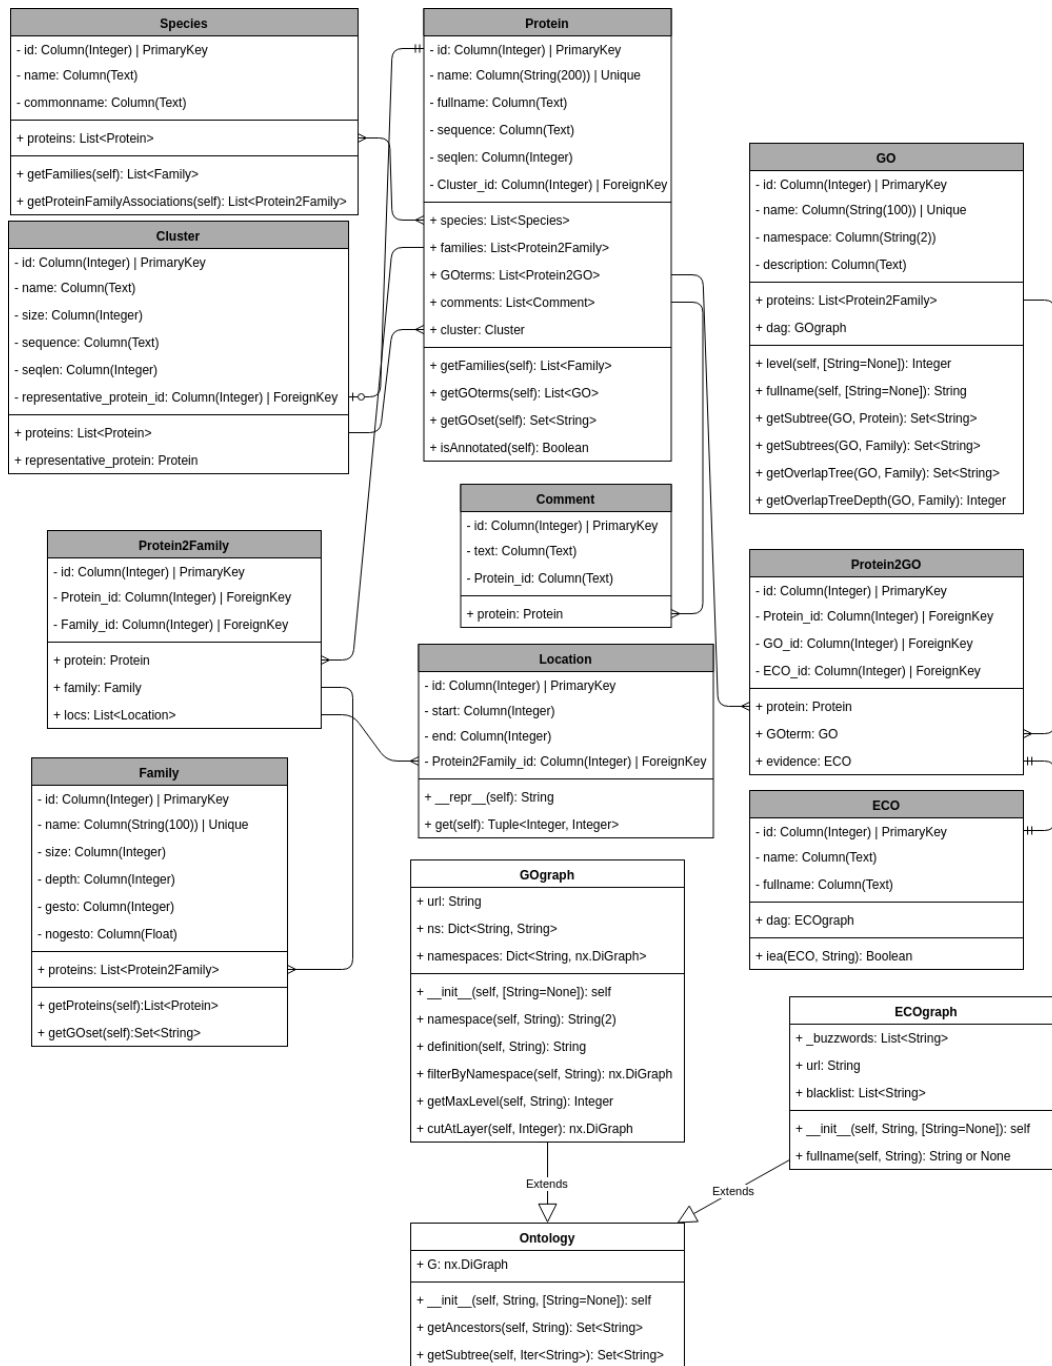 Species
- id: Column(Integer) | PrimaryKey
- name: Column(Text)
- commonname: Column(Text)
+ proteins: List<Protein>
+ getFamilies(self): List<Family>
+ getProteinFamilyAssociations(self): List<Protein2Family>
Cluster
- id: Column(Integer) | PrimaryKey
- name: Column(Text)
- size: Column(Integer)
- sequence: Column(Text)
- seqlen: Column(Integer)
- representative_protein_id: Column(Integer) | ForeignKey
+ proteins: List<Protein>
+ representative_protein: Protein
Protein
- id: Column(Integer) | PrimaryKey
- name: Column(String(200)) | Unique
- fullname: Column(Text)
- sequence: Column(Text)
- seqlen: Column(Integer)
- Cluster_id: Column(Integer) | ForeignKey
+ species: List<Species>
+ families: List<Protein2Family>
+ GOterms: List<Protein2GO>
+ comments: List<Comment>
+ cluster: Cluster
+ getFamilies(self): List<Family>
+ getGOterms(self): List<GO>
+ getGOset(self): Set<String>
+ isAnnotated(self): Boolean
GO
- id: Column(Integer) | PrimaryKey
- name: Column(String(100)) | Unique
- namespace: Column(String(2))
- description: Column(Text)
+ proteins: List<Protein2Family>
+ dag: GOgraph
+ level(self, [String=None]): Integer
+ fullname(self, [String=None]): String
+ getSubtree(GO, Protein): Set<String>
+ getSubtrees(GO, Family): Set<String>
+ getOverlapTree(GO, Family): Set<String>
+ getOverlapTreeDepth(GO, Family): Integer
Comment
- id: Column(Integer) | PrimaryKey
- text: Column(Text)
- Protein_id: Column(Text)
+ protein: Protein
Protein2Family
- id: Column(Integer) | PrimaryKey
- Protein_id: Column(Integer) | ForeignKey
- Family_id: Column(Integer) | ForeignKey
+ protein: Protein
+ family: Family
+ locs: List<Location>
Protein2GO
- id: Column(Integer) | PrimaryKey
- Protein_id: Column(Integer) | ForeignKey
- GO_id: Column(Integer) | ForeignKey
- ECO_id: Column(Integer) | ForeignKey
+ protein: Protein
+ GOterm: GO
+ evidence: ECO
Location
- id: Column(Integer) | PrimaryKey
- start: Column(Integer)
- end: Column(Integer)
- Protein2Family_id: Column(Integer) | ForeignKey
+ __repr__(self): String
+ get(self): Tuple<Integer, Integer>
Family
- id: Column(Integer) | PrimaryKey
- name: Column(String(100)) | Unique
- size: Column(Integer)
- depth: Column(Integer)
- gesto: Column(Integer)
- nogesto: Column(Float)
+ proteins: List<Protein2Family>
+ getProteins(self):List<Protein>
+ getGOset(self):Set<String>
ECO
- id: Column(Integer) | PrimaryKey
- name: Column(Text)
- fullname: Column(Text)
+ dag: ECOgraph
+ iea(ECO, String): Boolean
GOgraph
+ url: String
+ ns: Dict<String, String>
+ namespaces: Dict<String, nx.DiGraph>
+ __init__(self, [String=None]): self
+ namespace(self, String): String(2)
+ definition(self, String): String
+ filterByNamespace(self, String): nx.DiGraph
+ getMaxLevel(self, String): Integer
+ cutAtLayer(self, Integer): nx.DiGraph
ECOgraph
+ _buzzwords: List<String>
+ url: String
+ blacklist: List<String>
+ __init__(self, String, [String=None]): self
+ fullname(self, String): String or None
Extends
Extends
Ontology
+ G: nx.DiGraph
+ __init__(self, String, [String=None]): self
+ getAncestors(self, String): Set<String>
+ getSubtree(self, Iter<String>): Set<String>